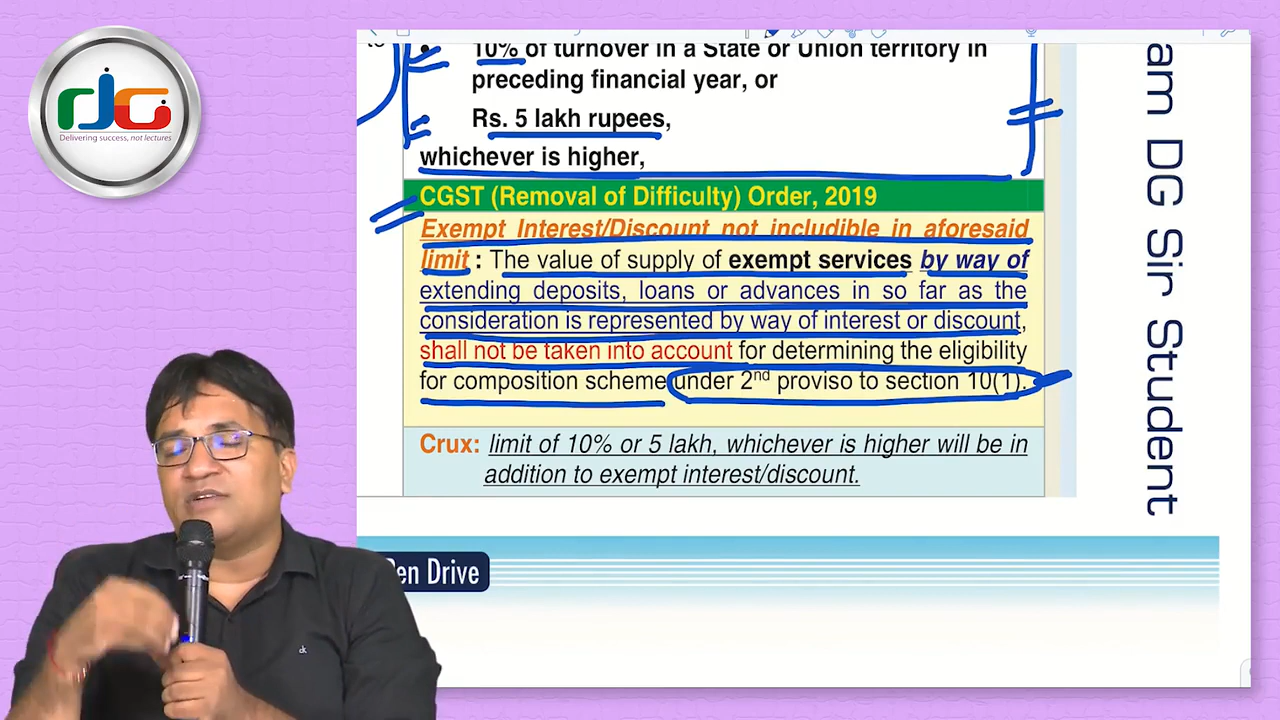 Delivering success, not lectures
to
10% of turnover in a State or Union territory in
preceding financial year, or
Rs. 5 lakh rupees,
whichever is higher,
CGST (Removal of Difficulty) Order, 2019
Exempt Interest/Discount not includible in aforesaid
limit : The value of supply of exempt services by way of
extending deposits, loans or advances in so far as the
consideration is represented by way of interest or discount,
shall not be taken into account for determining the eligibility
for composition scheme under 2nd proviso to section 10(1).
Crux: limit of 10% or 5 lakh, whichever is higher will be in
addition to exempt interest/discount.
Pen Drive
am DG Sir Student
dk